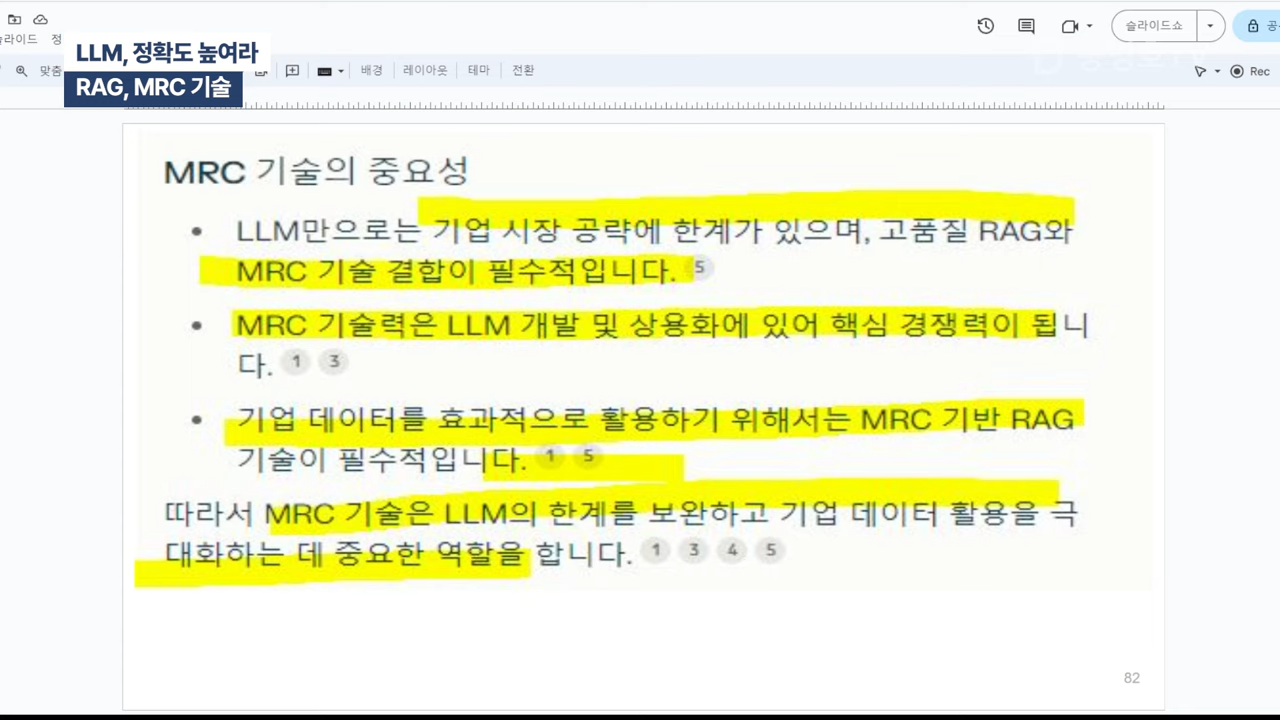 슬라이드쇼
LLM, 정확도 높여라
RAG, MRC 기술
배경
레이아웃
테마
전환
Rec
MRC 기술의 중요성
• LLM만으로는 기업 시장 공략에 한계가 있으며, 고품질 RAG와
MRC 기술 결합이 필수적입니다. 5
• MRC 기술력은 LLM 개발 및 상용화에 있어 핵심 경쟁력이 됩니
다. 1 3
• 기업 데이터를 효과적으로 활용하기 위해서는 MRC 기반 RAG
기술이 필수적입니다. 1 5
따라서 MRC 기술은 LLM의 한계를 보완하고 기업 데이터 활용을 극
대화하는 데 중요한 역할을 합니다. 1 3 4 5
82